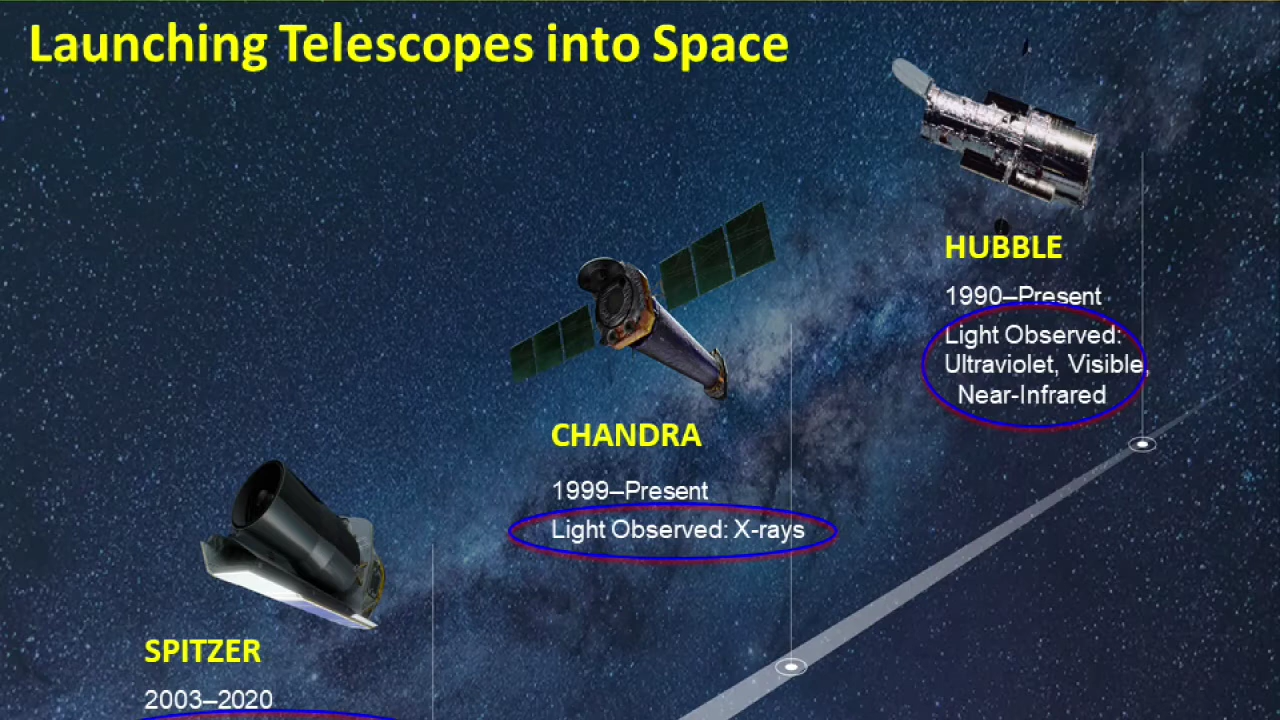 Launching Telescopes into Space
HUBBLE
1990–Present
Light Observed:
Ultraviolet, Visible,
Near-Infrared
CHANDRA
1999–Present
Light Observed: X-rays
SPITZER
2003–2020